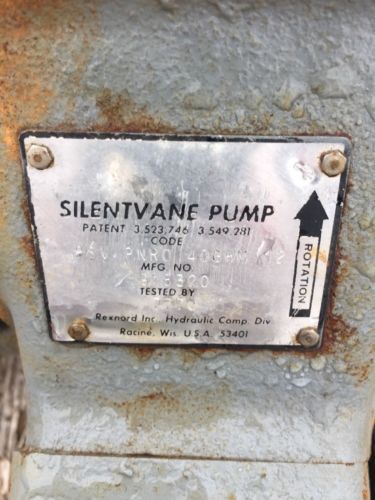 SILENTVANE PUMP
PATENT 3.523.746 3.549.281
CODE
MFG. NO.
TESTED BY
Rexnord Inc., Hydraulic Comp. Div.
Racine, Wis. U.S.A. 53401
ROTATION